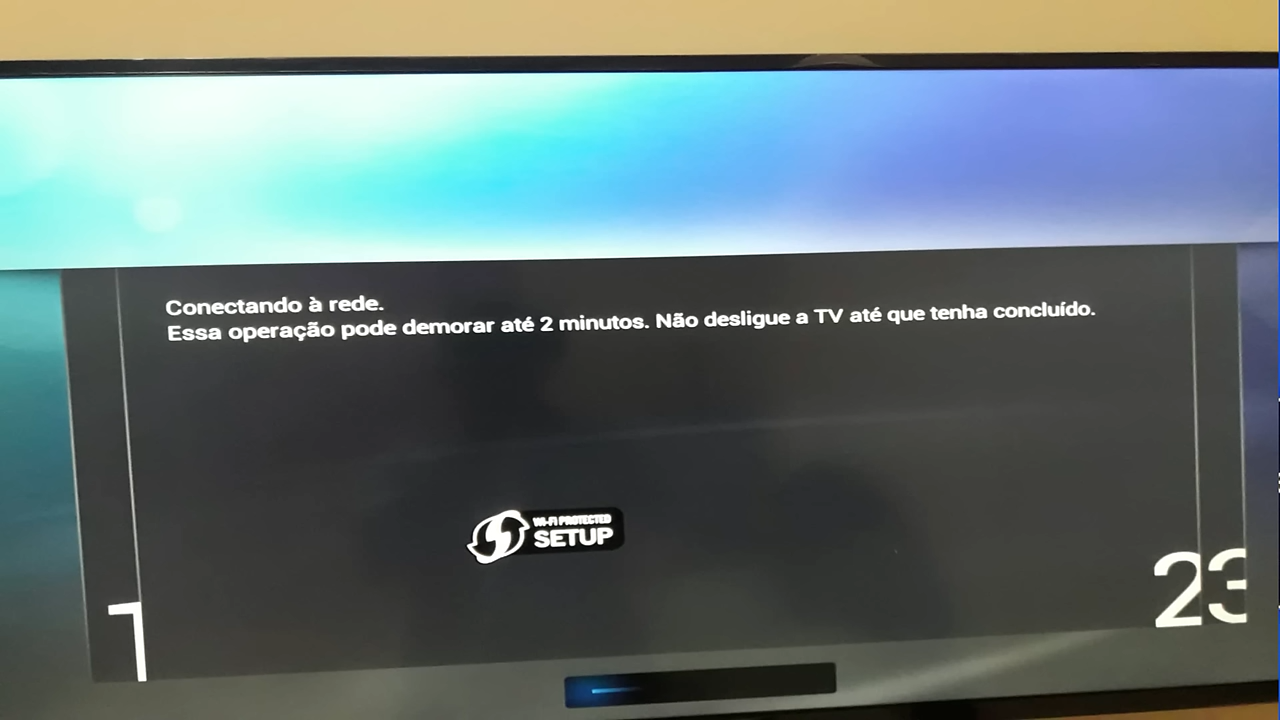 Conectando à rede.
Essa operação pode demorar até 2 minutos. Não desligue a TV até que tenha concluído.
WI-FI PROTECTED
SETUP
1
23